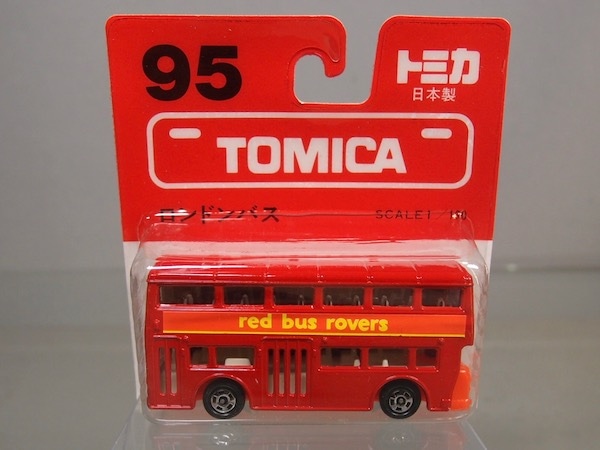 95
トミカ
日本製
TOMICA
ロンドンバス
SCALE 1/130
red bus rovers